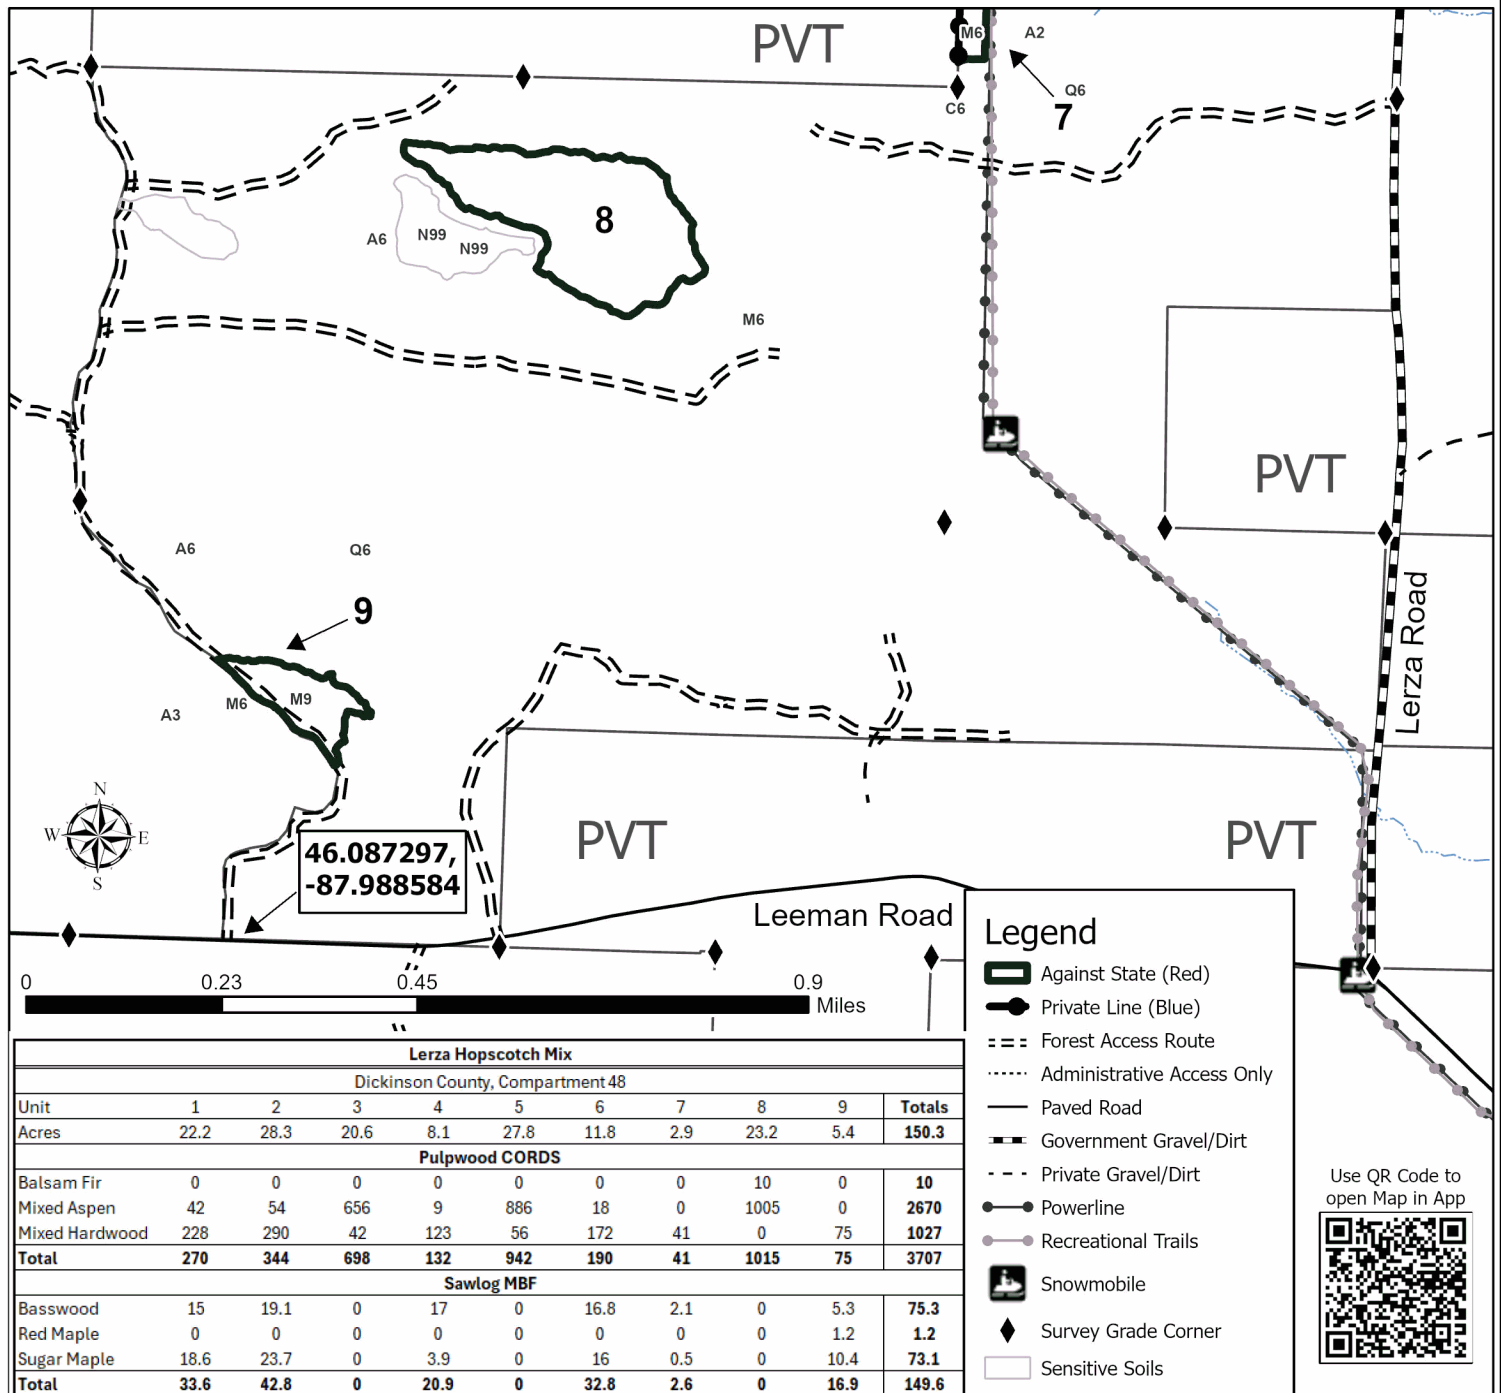 PVT
M6
A2
Q6
C6
7
8
A6
N99
N99
M6
PVT
A6
Q6
9
Lerza Road
M6
M9
A3
N
W
E
S
46.087297,
-87.988584
PVT
PVT
Leeman Road
0 0.23 0.45 0.9
Miles
Legend
Against State (Red)
Private Line (Blue)
Forest Access Route
Administrative Access Only
Paved Road
Government Gravel/Dirt
Private Gravel/Dirt
Powerline
Recreational Trails
Snowmobile
Survey Grade Corner
Sensitive Soils
Use QR Code to
open Map in App
Lerza Hopscotch Mix
Dickinson County, Compartment 48
Unit 1 2 3 4 5 6 7 8 9 Totals
Acres 22.2 28.3 20.6 8.1 27.8 11.8 2.9 23.2 5.4 150.3
Pulpwood CORDS
Balsam Fir 0 0 0 0 0 0 0 10 0 10
Mixed Aspen 42 54 656 9 886 18 0 1005 0 2670
Mixed Hardwood 228 290 42 123 56 172 41 0 75 1027
Total 270 344 698 132 942 190 41 1015 75 3707
Sawlog MBF
Basswood 15 19.1 0 17 0 16.8 2.1 0 5.3 75.3
Red Maple 0 0 0 0 0 0 0 0 1.2 1.2
Sugar Maple 18.6 23.7 0 3.9 0 16 0.5 0 10.4 73.1
Total 33.6 42.8 0 20.9 0 32.8 2.6 0 16.9 149.6